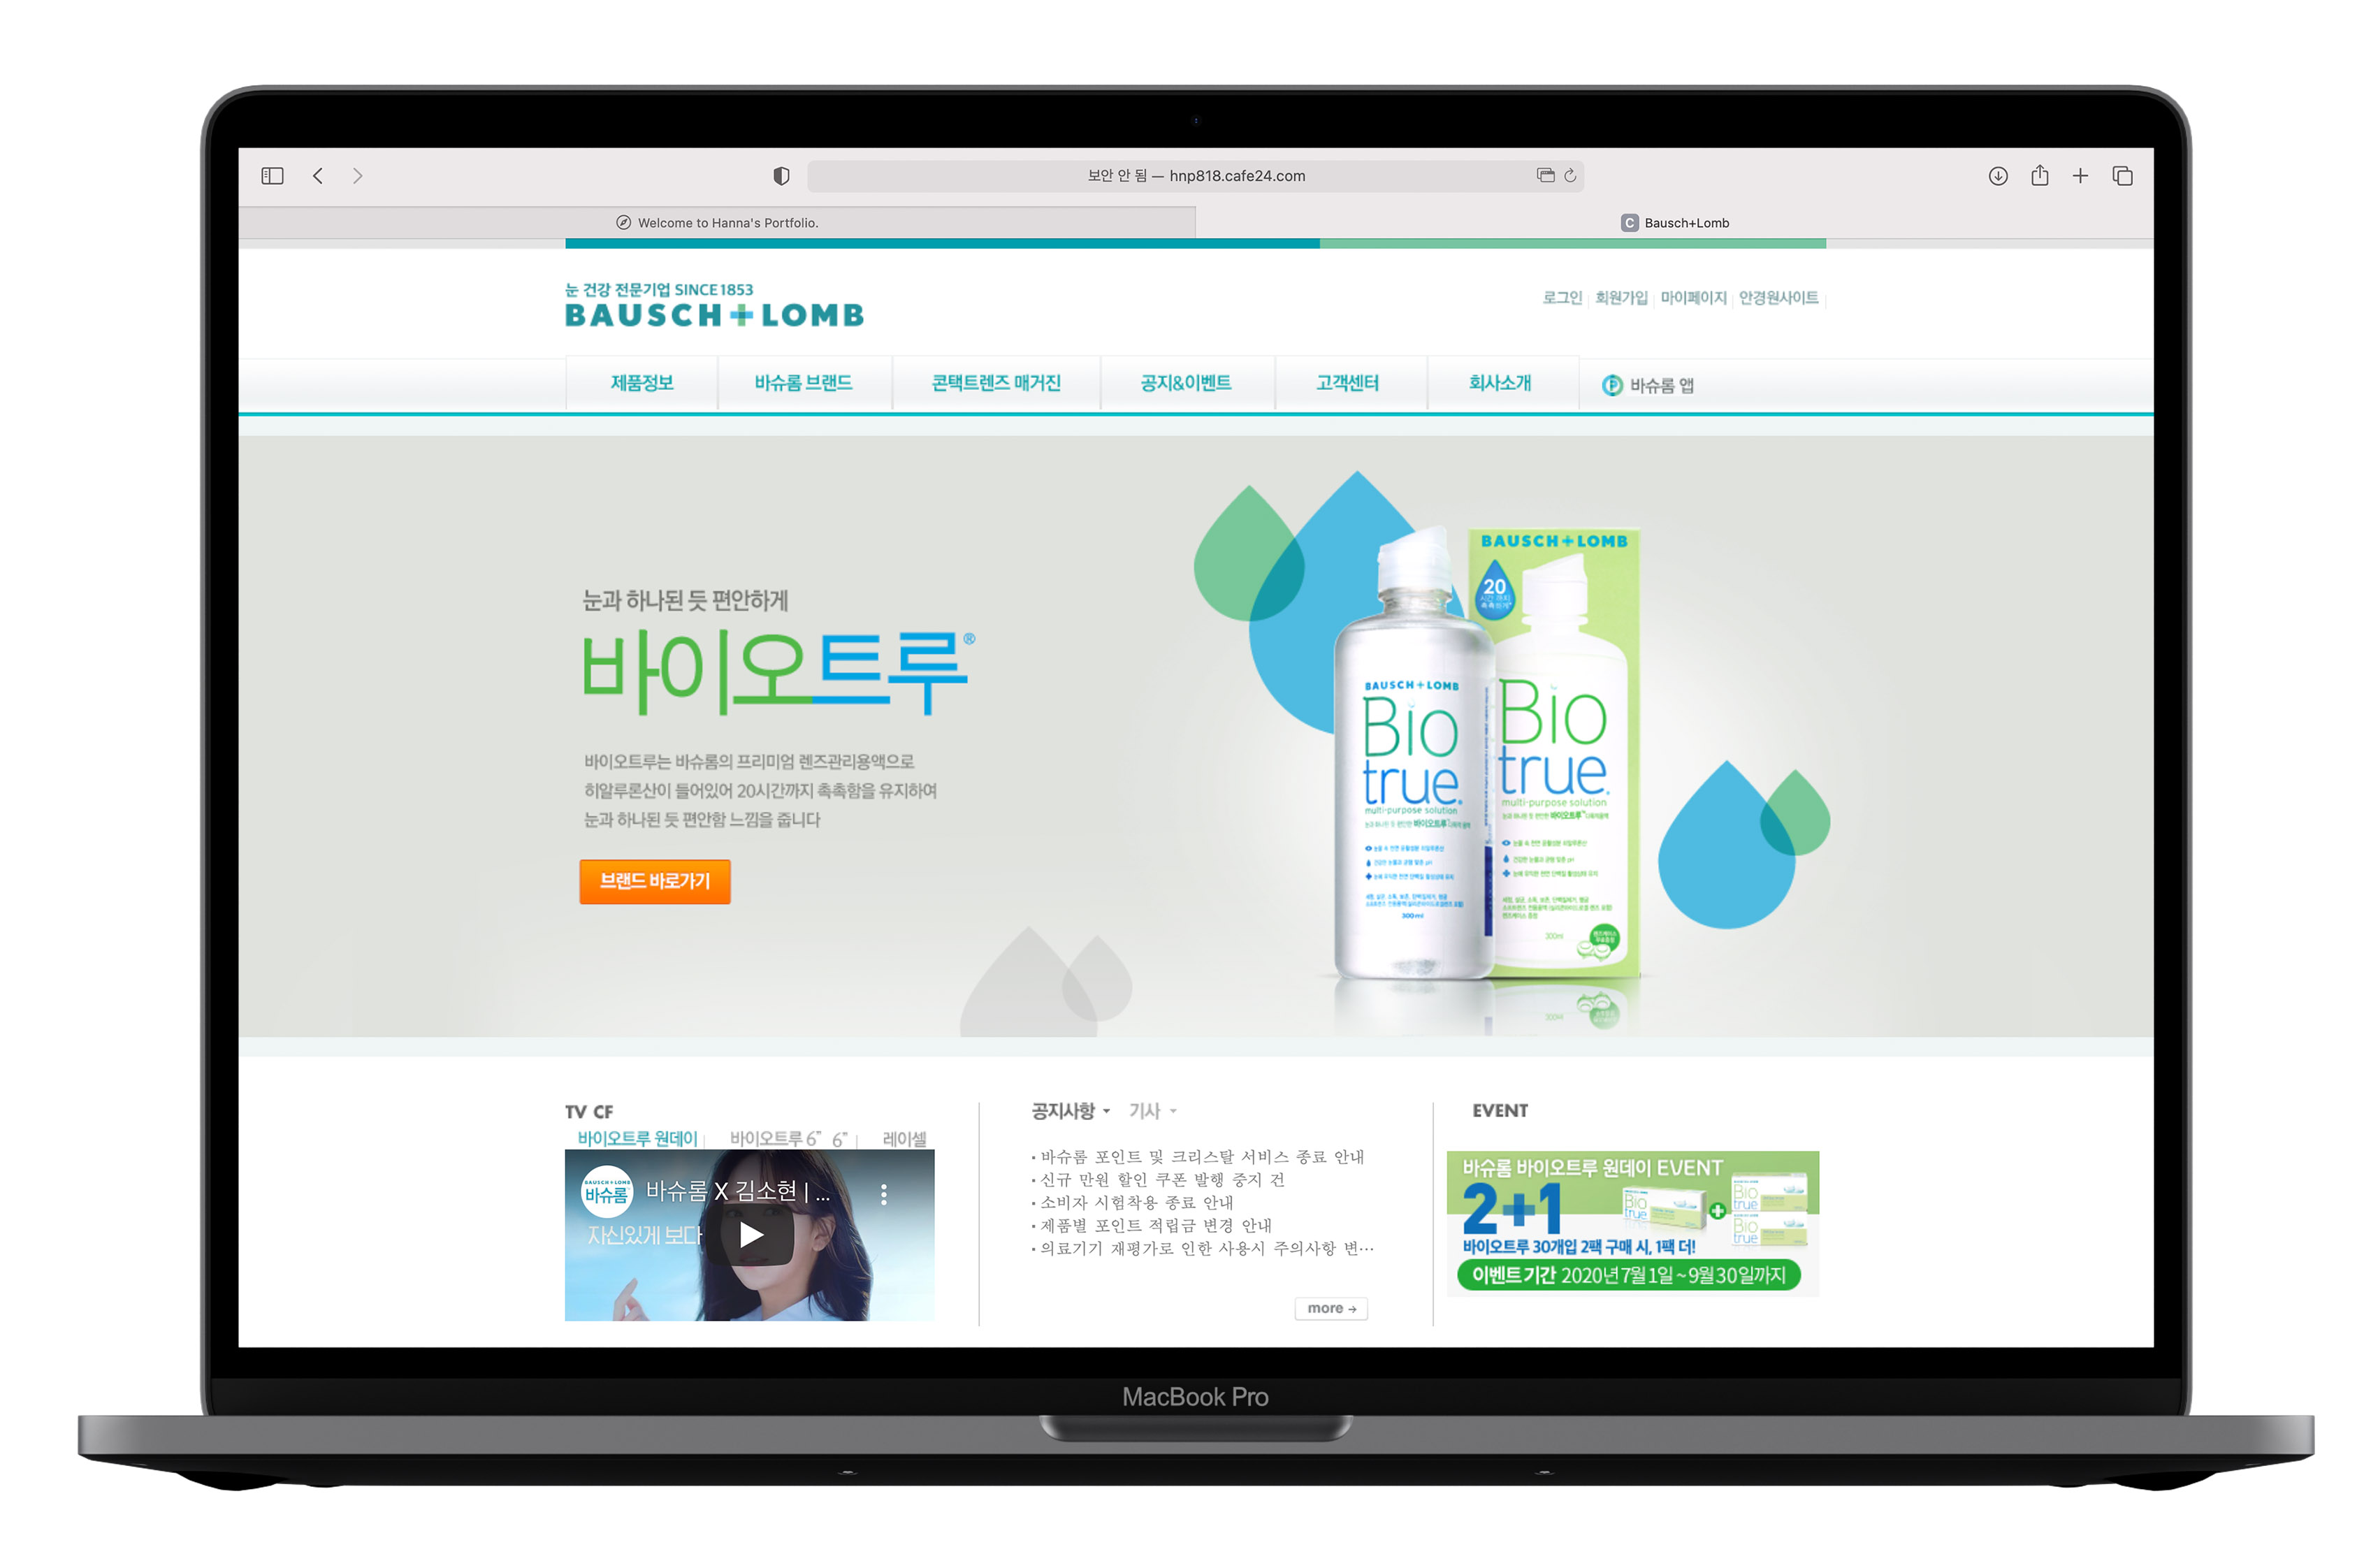 보안 안 됨 — hnp818.cafe24.com
Welcome to Hanna's Portfolio.
C Bausch+Lomb
눈 건강 전문기업 SINCE 1853
BAUSCH+LOMB
로그인 회원가입 마이페이지 안경원사이트
제품정보 바슈롬 브랜드 콘택트렌즈 매거진 공지&이벤트 고객센터 회사소개 바슈롬 앱
눈과 하나된 듯 편안하게
바이오트루®
바이오트루는 바슈롬의 프리미엄 렌즈관리용액으로
히알루론산이 들어있어 20시간까지 촉촉함을 유지하여
눈과 하나된 듯 편안함 느낌을 줍니다
브랜드 바로가기
BAUSCH+LOMB
Bio
true.
multi-purpose solution
300ml
BAUSCH+LOMB
20
Bio
true.
multi-purpose solution
300ml
TV CF
바이오트루 원데이 바이오트루 6” 6” 레이셀
BAUSCH+LOMB
바슈롬
바슈롬 X 김소현 | ...
자신있게 보다
공지사항 기사
· 바슈롬 포인트 및 크리스탈 서비스 종료 안내
· 신규 만원 할인 쿠폰 발행 중지 건
· 소비자 시험착용 종료 안내
· 제품별 포인트 적립금 변경 안내
· 의료기기 재평가로 인한 사용시 주의사항 변…
more →
EVENT
바슈롬 바이오트루 원데이 EVENT
2+1
Bio
true
Bio
true
Bio
true
바이오트루 30개입 2팩 구매 시, 1팩 더!
이벤트기간 2020년 7월 1일 ~ 9월 30일까지
MacBook Pro